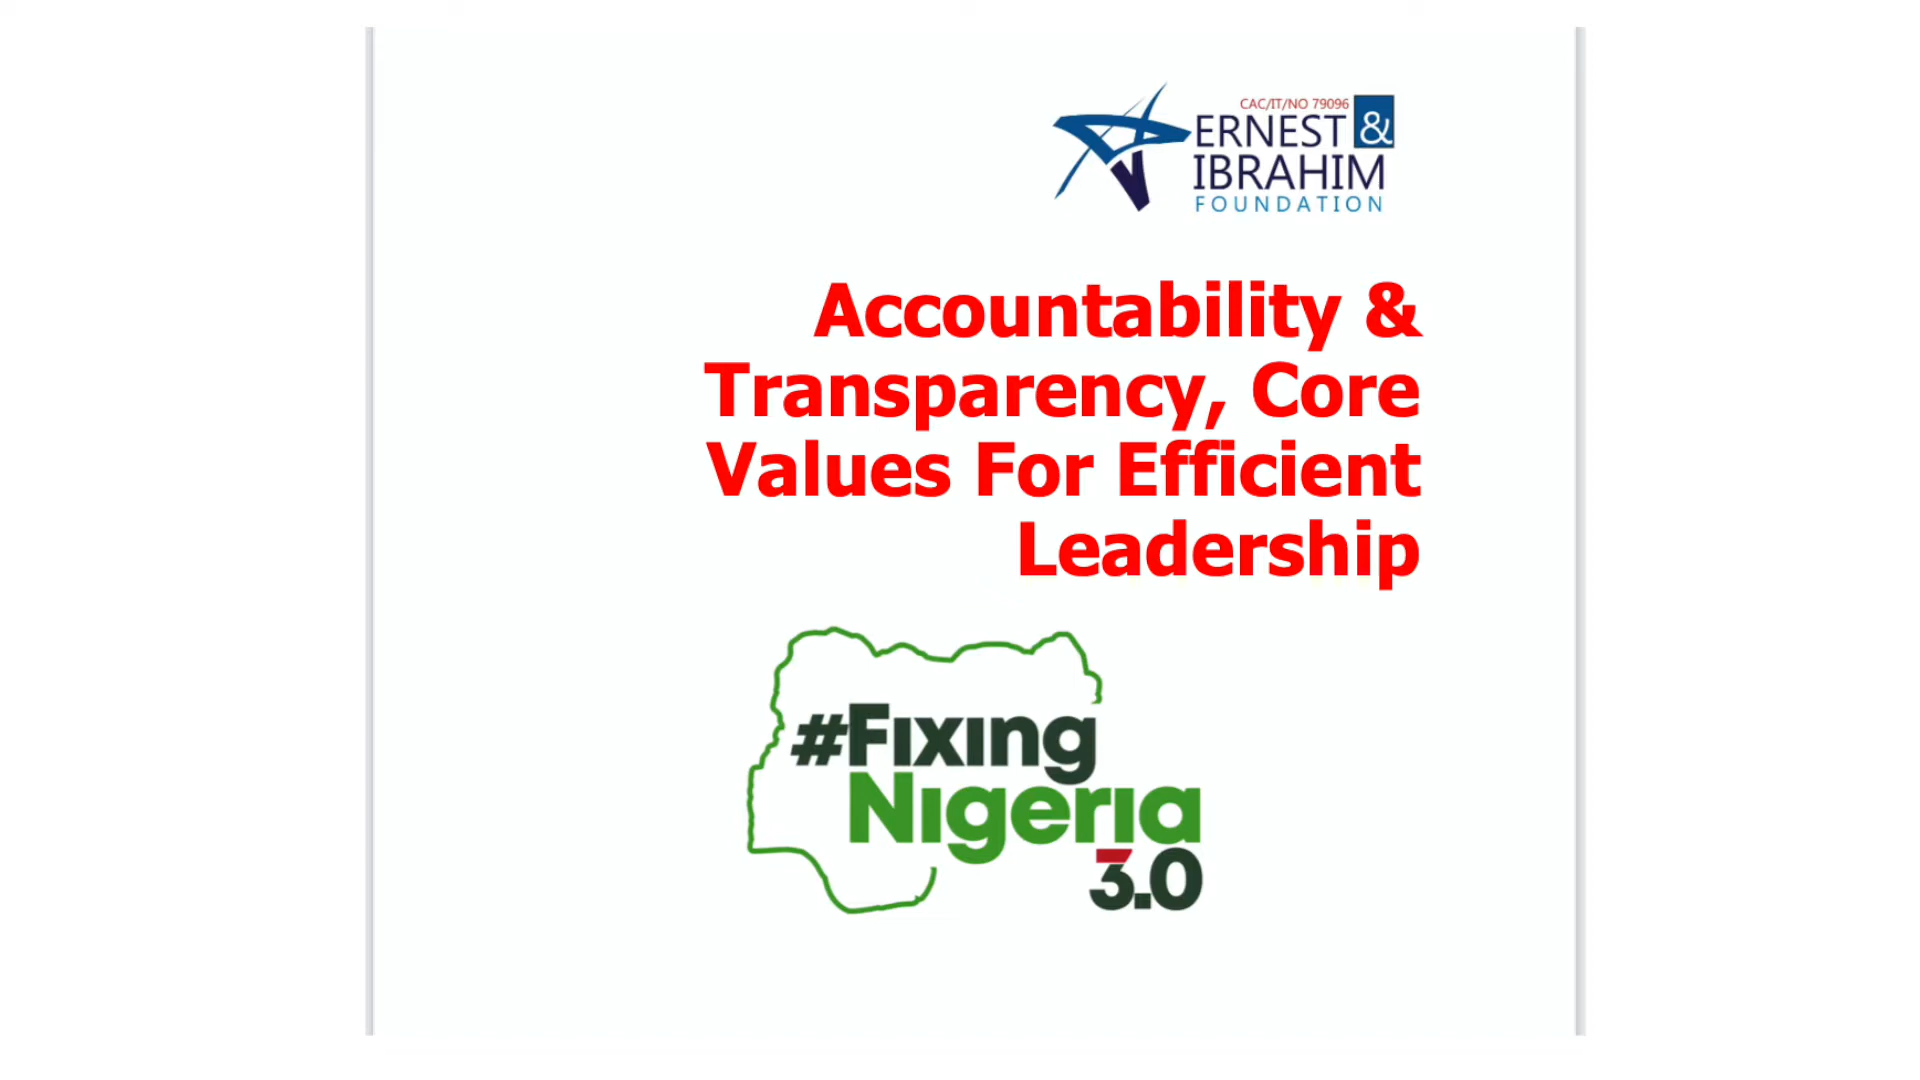 CAC/IT/NO 79096
ERNEST &
IBRAHIM
FOUNDATION
Accountability &
Transparency, Core
Values For Efficient
Leadership
#Fixing
Nigeria
3.0